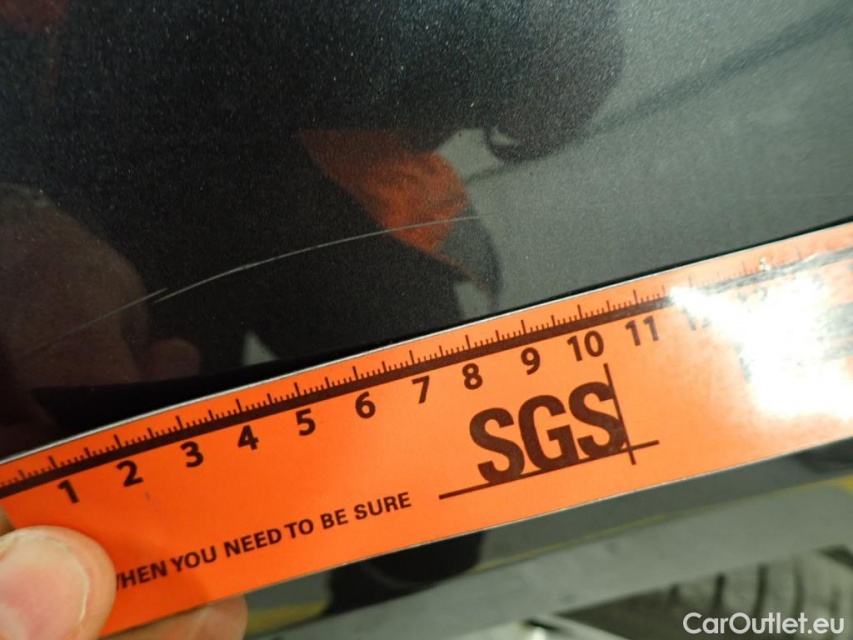 1 2 3 4 5 6 7 8 9 10 11
SGS
WHEN YOU NEED TO BE SURE
CarOutlet.eu